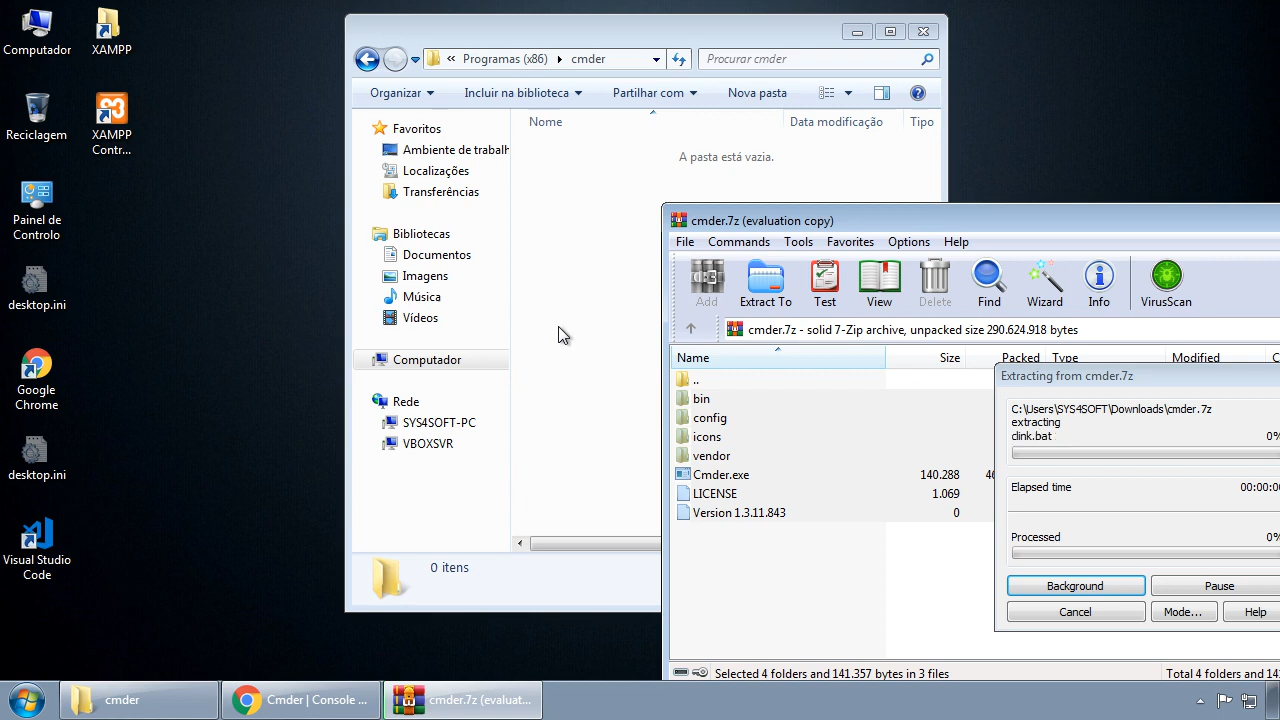 Computador
XAMPP
Reciclagem
XAMPP
Contr...
Painel de
Controlo
desktop.ini
Google
Chrome
desktop.ini
Visual Studio
Code
Programas (x86)
cmder
Procurar cmder
Organizar
Incluir na biblioteca
Partilhar com
Nova pasta
Nome
Data modificação
Tipo
A pasta está vazia.
Favoritos
Ambiente de trabalh
Localizações
Transferências
Bibliotecas
Documentos
Imagens
Música
Vídeos
Computador
Rede
SYS4SOFT-PC
VBOXSVR
0 itens
cmder.7z (evaluation copy)
File Commands Tools Favorites Options Help
Add
Extract To
Test
View
Delete
Find
Wizard
Info
VirusScan
cmder.7z - solid 7-Zip archive, unpacked size 290.624.918 bytes
Name Size Packed Type Modified C
..
bin
config
icons
vendor
Cmder.exe 140.288 46
LICENSE 1.069
Version 1.3.11.843 0
Extracting from cmder.7z
C:\Users\SYS4SOFT\Downloads\cmder.7z
extracting
clink.bat 0%
Elapsed time 00:00:0
Processed 0%
Background
Pause
Cancel
Mode...
Help
Selected 4 folders and 141.357 bytes in 3 files
Total 4 folders and 141
cmder
Cmder | Console ...
cmder.7z (evaluat...